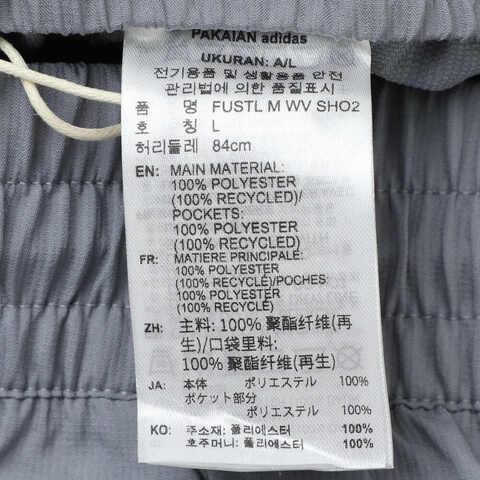 PAKAIAN adidas
UKURAN: A/L
전기용품 및 생활용품 안전
관리법에 의한 품질표시
품 명 FUSTL M WV SHO2
호 칭 L
허리둘레 84cm
EN: MAIN MATERIAL:
100% POLYESTER
(100% RECYCLED)/
POCKETS:
100% POLYESTER
(100% RECYCLED)
FR: MATIERE PRINCIPALE:
100% POLYESTER
(100% RECYCLÉ)/POCHES:
100% POLYESTER
(100% RECYCLÉ)
ZH: 主料: 100% 聚酯纤维(再
生)/口袋里料:
100% 聚酯纤维(再生)
JA: 本体 ポリエステル 100%
ポケット部分
ポリエステル 100%
KO: 주소재: 폴리에스터 100%
호주머니: 폴리에스터 100%